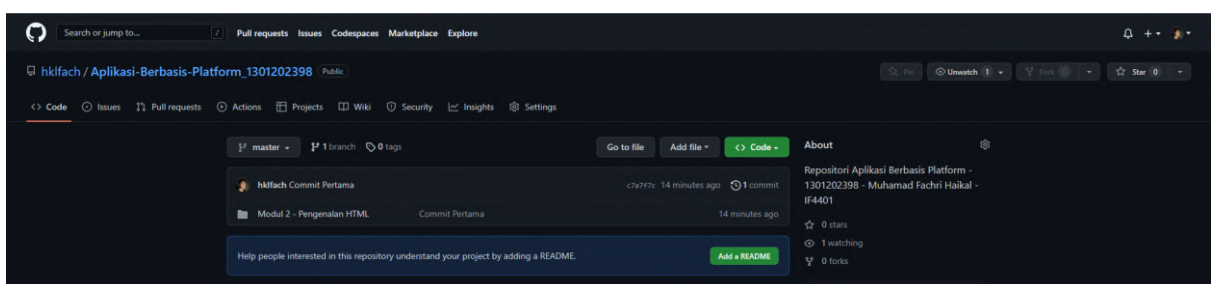 Search or jump to... / Pull requests Issues Codespaces Marketplace Explore
hklfach / Aplikasi-Berbasis-Platform_1301202398 Public Pin Unwatch 1 Fork 0 Star 0
<> Code Issues Pull requests Actions Projects Wiki Security Insights Settings
master 1 branch 0 tags Go to file Add file <> Code
hklfach Commit Pertama c7a7f7c 14 minutes ago 1 commit
Modul 2 - Pengenalan HTML Commit Pertama 14 minutes ago
Help people interested in this repository understand your project by adding a README. Add a README
About
Repositori Aplikasi Berbasis Platform -
1301202398 - Muhamad Fachri Haikal -
IF4401
0 stars
1 watching
0 forks